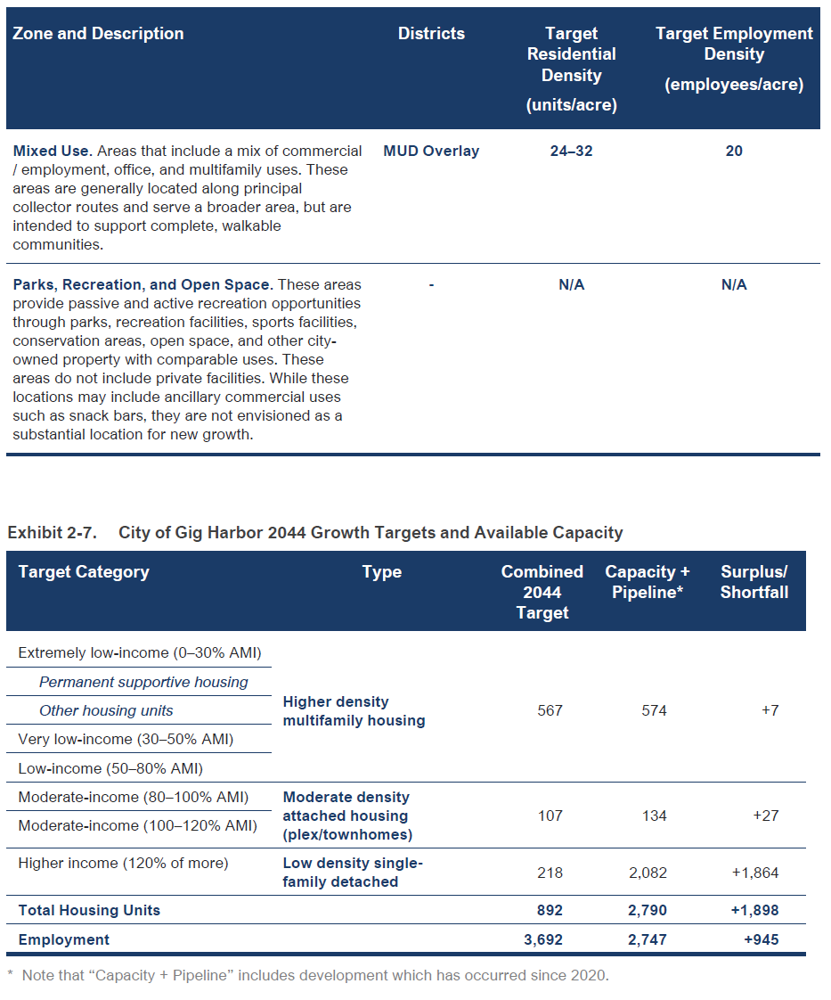 Zone and Description Districts Target Residential Density (units/acre) Target Employment Density (employees/acre)
Mixed Use. Areas that include a mix of commercial MUD Overlay 24–32 20
/ employment, office, and multifamily uses. These
areas are generally located along principal
collector routes and serve a broader area, but are
intended to support complete, walkable
communities.
Parks, Recreation, and Open Space. These areas - N/A N/A
provide passive and active recreation opportunities
through parks, recreation facilities, sports facilities,
conservation areas, open space, and other city-
owned property with comparable uses. These
areas do not include private facilities. While these
locations may include ancillary commercial uses
such as snack bars, they are not envisioned as a
substantial location for new growth.
Exhibit 2-7. City of Gig Harbor 2044 Growth Targets and Available Capacity
Target Category Type Combined 2044 Target Capacity + Pipeline* Surplus/ Shortfall
Extremely low-income (0–30% AMI)
Permanent supportive housing
Other housing units
Very low-income (30–50% AMI)
Low-income (50–80% AMI)
Higher density
multifamily housing
567 574 +7
Moderate-income (80–100% AMI)
Moderate-income (100–120% AMI)
Moderate density
attached housing
(plex/townhomes)
107 134 +27
Higher income (120% of more)
Low density single-
family detached
218 2,082 +1,864
Total Housing Units 892 2,790 +1,898
Employment 3,692 2,747 +945
* Note that “Capacity + Pipeline” includes development which has occurred since 2020.